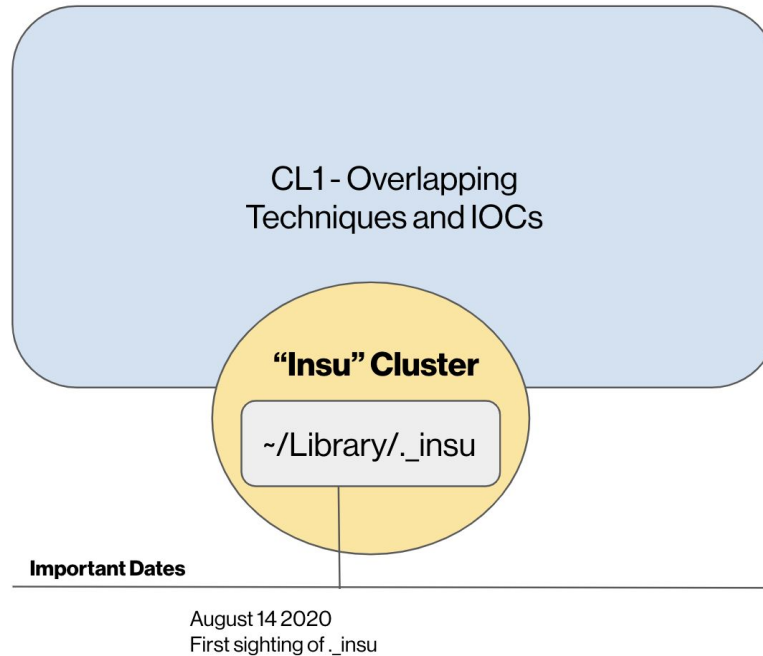 CL1 - Overlapping
Techniques and IOCs
“Insu” Cluster
~/Library/._insu
Important Dates
August 14 2020
First sighting of ._insu